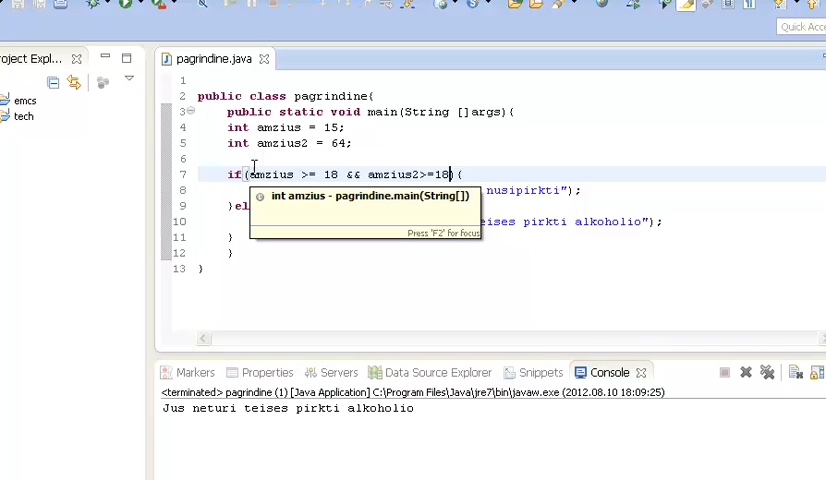 Quick Access
roject Expl...
pagrindine.java
emcs
tech
1
2 public class pagrindine{
3 public static void main(String []args){
4 int amzius = 15;
5 int amzius2 = 64;
6
7 if(amzius >= 18 && amzius2>=18){
8 nusipirkti");
9 }el
10 eises pirkti alkoholio");
11 }
12 }
13 }
int amzius - pagrindine.main(String[])
Press 'F2' for focus
Markers Properties Servers Data Source Explorer Snippets Console
<terminated> pagrindine (1) [Java Application] C:\Program Files\Java\jre7\bin\javaw.exe (2012.08.10 18:09:25)
Jus neturi teises pirkti alkoholio